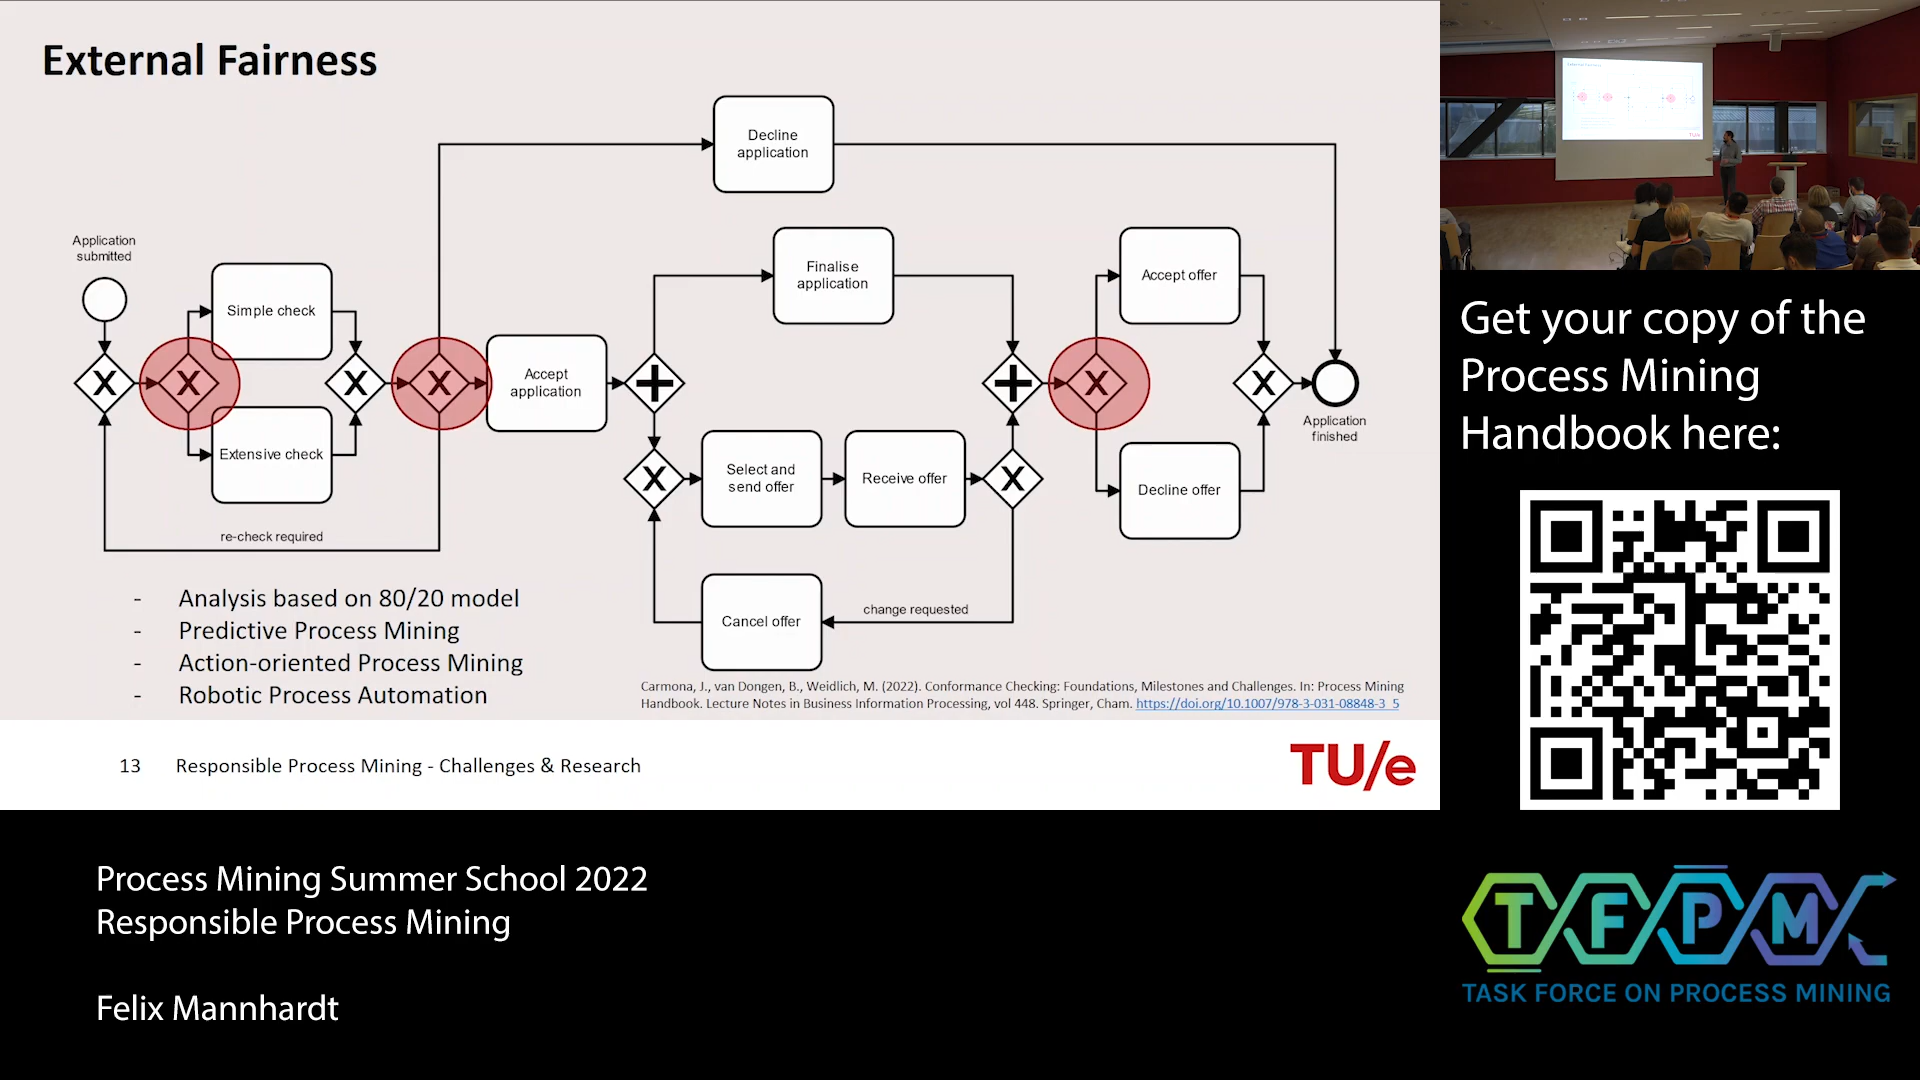 External Fairness
Decline
application
Application
submitted
Simple check
Extensive check
re-check required
Accept
application
Finalise
application
Select and
send offer
Receive offer
Cancel offer
change requested
Accept offer
Decline offer
Application
finished
X
X
X
X
+
X
+
X
X
X
- Analysis based on 80/20 model
- Predictive Process Mining
- Action-oriented Process Mining
- Robotic Process Automation
Carmona, J., van Dongen, B., Weidlich, M. (2022). Conformance Checking: Foundations, Milestones and Challenges. In: Process Mining
Handbook. Lecture Notes in Business Information Processing, vol 448. Springer, Cham. https://doi.org/10.1007/978-3-031-08848-3_5
13 Responsible Process Mining - Challenges & Research
TU/e
Get your copy of the
Process Mining
Handbook here:
Process Mining Summer School 2022
Responsible Process Mining
Felix Mannhardt
TFPM
TASK FORCE ON PROCESS MINING